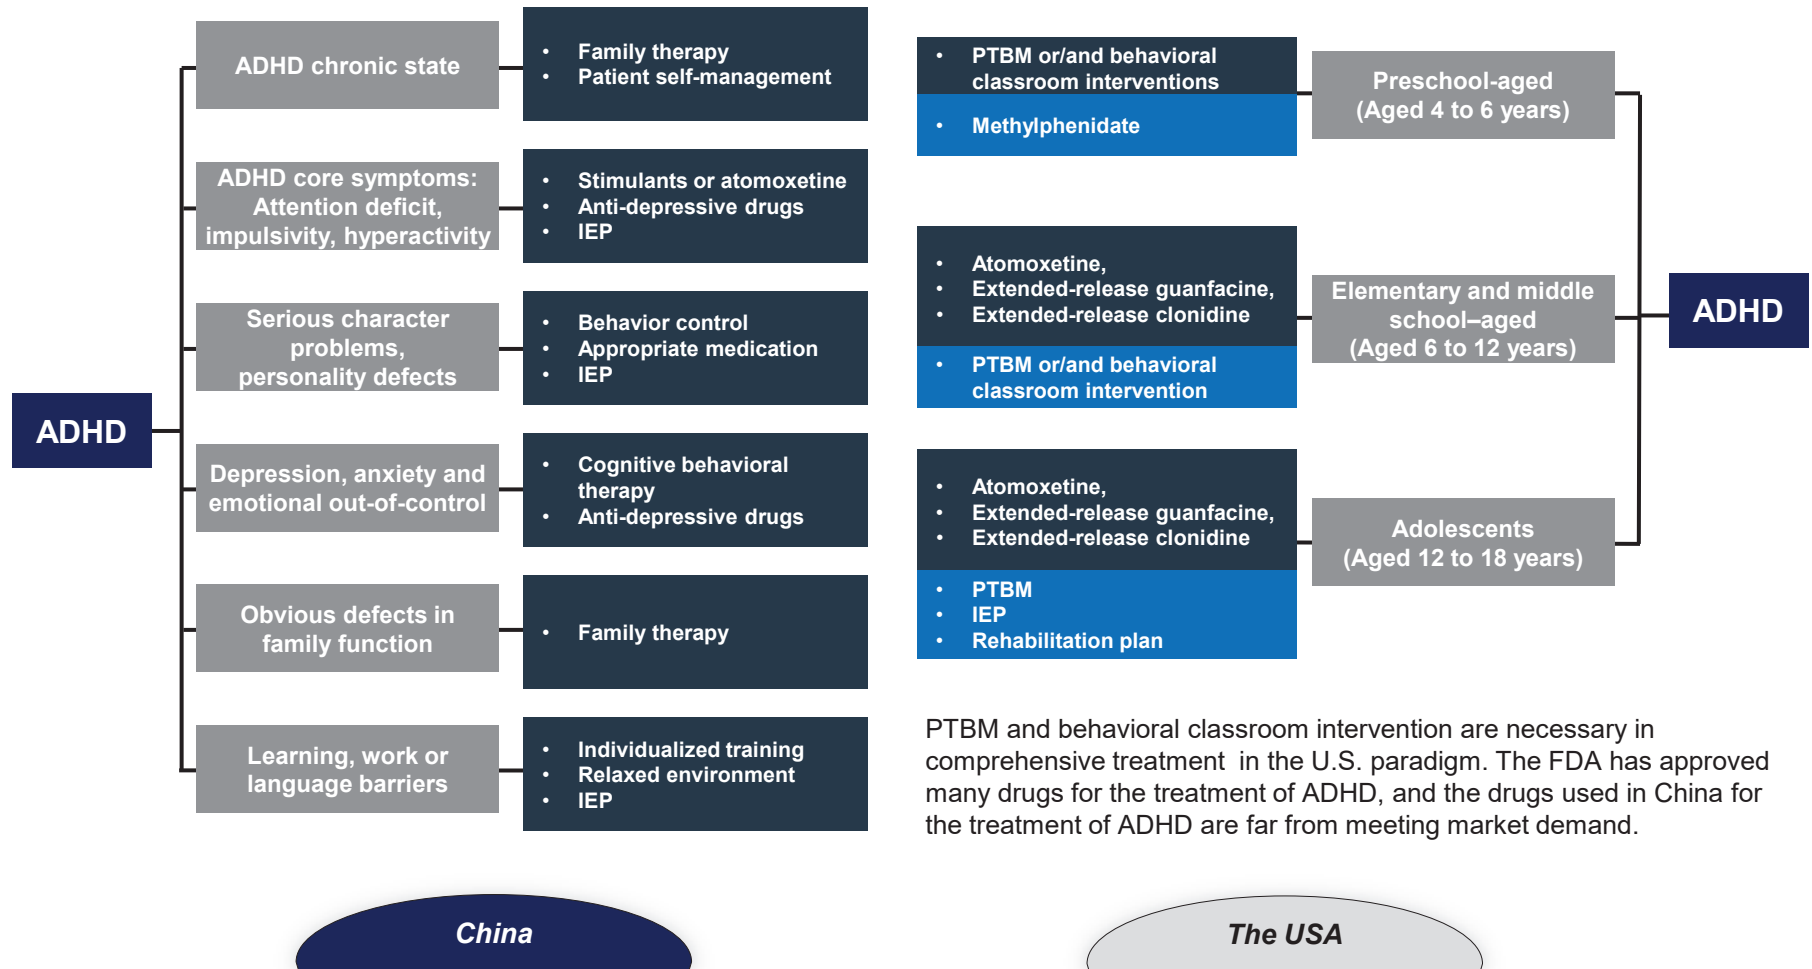 ADHD
ADHD chronic state
• Family therapy
• Patient self-management
ADHD core symptoms:
Attention deficit,
impulsivity, hyperactivity
• Stimulants or atomoxetine
• Anti-depressive drugs
• IEP
Serious character
problems,
personality defects
• Behavior control
• Appropriate medication
• IEP
Depression, anxiety and
emotional out-of-control
• Cognitive behavioral
therapy
• Anti-depressive drugs
Obvious defects in
family function
• Family therapy
Learning, work or
language barriers
• Individualized training
• Relaxed environment
• IEP
China
• PTBM or/and behavioral
classroom interventions
• Methylphenidate
Preschool-aged
(Aged 4 to 6 years)
• Atomoxetine,
• Extended-release guanfacine,
• Extended-release clonidine
• PTBM or/and behavioral
classroom intervention
Elementary and middle
school–aged
(Aged 6 to 12 years)
• Atomoxetine,
• Extended-release guanfacine,
• Extended-release clonidine
• PTBM
• IEP
• Rehabilitation plan
Adolescents
(Aged 12 to 18 years)
ADHD
PTBM and behavioral classroom intervention are necessary in
comprehensive treatment in the U.S. paradigm. The FDA has approved
many drugs for the treatment of ADHD, and the drugs used in China for
the treatment of ADHD are far from meeting market demand.
The USA